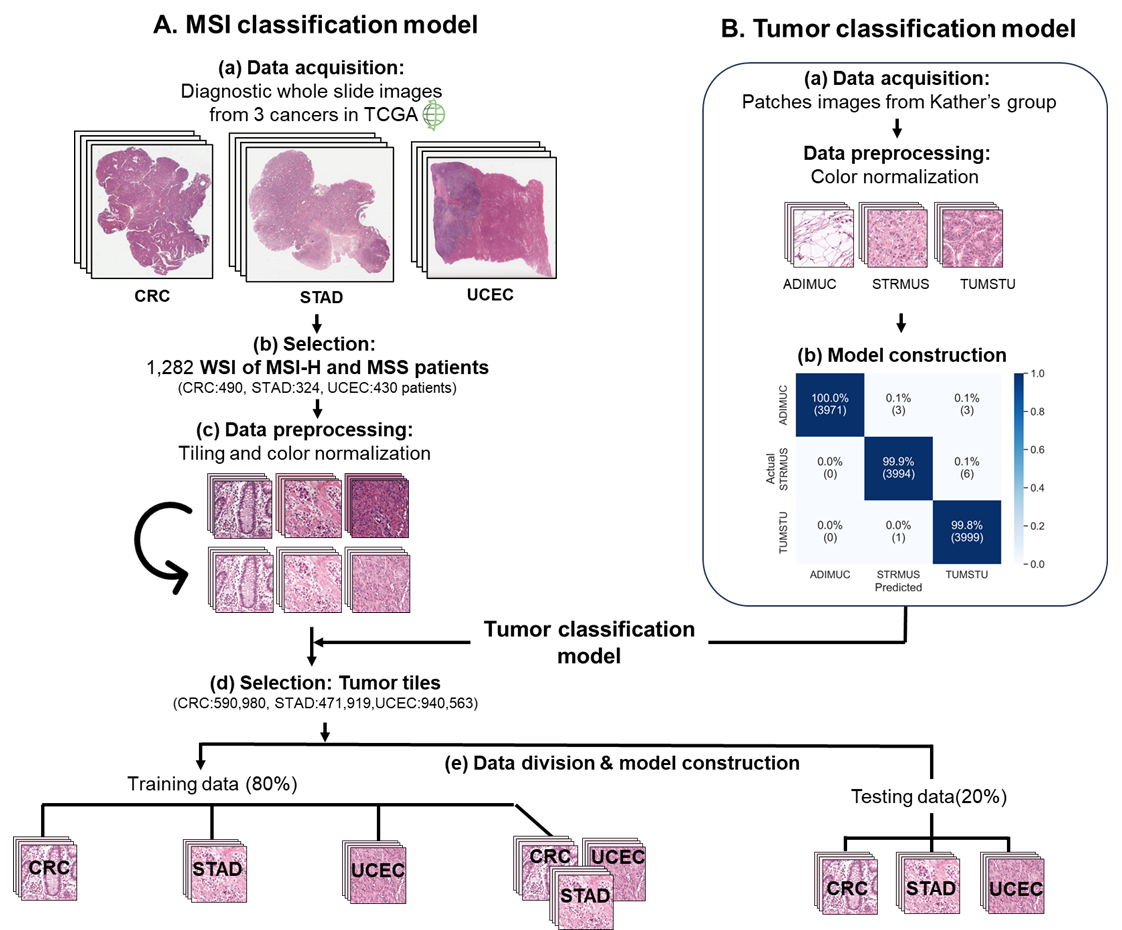 A. MSI classification model
(a) Data acquisition:
Diagnostic whole slide images
from 3 cancers in TCGA
CRC
STAD
UCEC
(b) Selection:
1,282 WSI of MSI-H and MSS patients
(CRC:490, STAD:324, UCEC:430 patients)
(c) Data preprocessing:
Tiling and color normalization
B. Tumor classification model
(a) Data acquisition:
Patches images from Kather's group
Data preprocessing:
Color normalization
ADIMUC
STRMUS
TUMSTU
(b) Model construction
Actual
ADIMUC
STRMUS
TUMSTU
100.0%
(3971)
0.1%
(3)
0.1%
(3)
0.0%
(0)
99.9%
(3994)
0.1%
(6)
0.0%
(0)
0.0%
(1)
99.8%
(3999)
ADIMUC
STRMUS
TUMSTU
Predicted
1.0
0.8
0.6
0.4
0.2
0.0
Tumor classification
model
(d) Selection: Tumor tiles
(CRC:590,980, STAD:471,919,UCEC:940,563)
(e) Data division & model construction
Training data (80%)
CRC
STAD
UCEC
CRC
UCEC
STAD
Testing data(20%)
CRC
STAD
UCEC